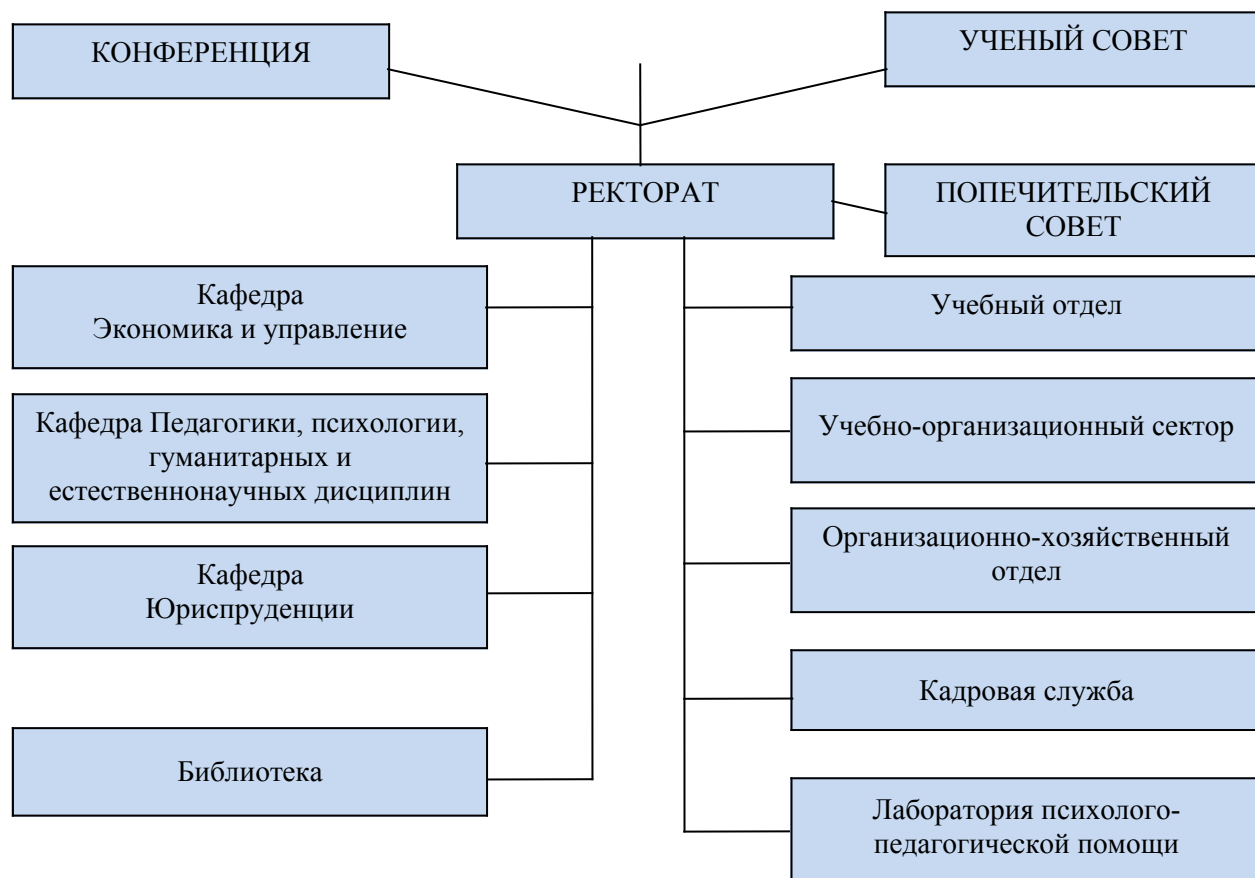 КОНФЕРЕНЦИЯ
УЧЕНЫЙ СОВЕТ
РЕКТОРАТ
ПОПЕЧИТЕЛЬСКИЙ
СОВЕТ
Кафедра
Экономика и управление
Кафедра Педагогики, психологии,
гуманитарных и
естественнонаучных дисциплин
Кафедра
Юриспруденции
Библиотека
Учебный отдел
Учебно-организационный сектор
Организационно-хозяйственный
отдел
Кадровая служба
Лаборатория психолого-
педагогической помощи